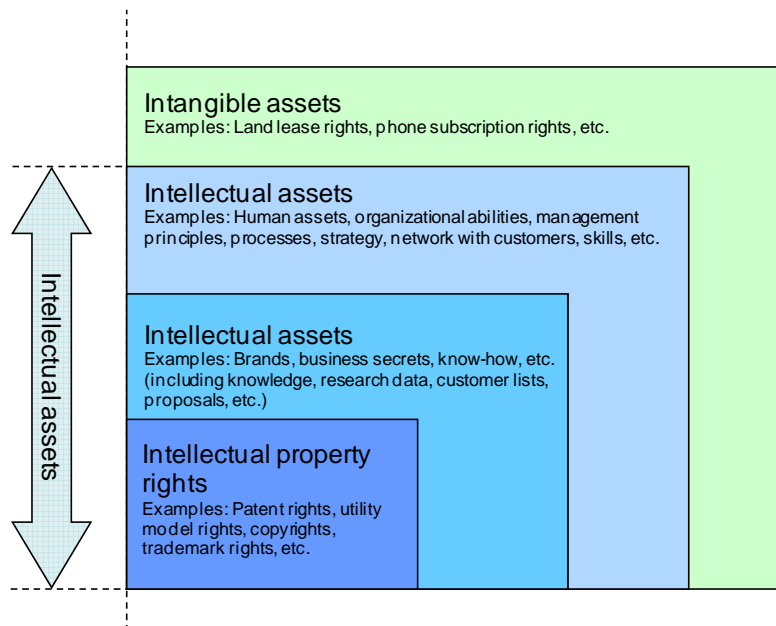 Intangible assets
Examples: Land lease rights, phone subscription rights, etc.
Intellectual assets
Examples: Human assets, organizational abilities, management
principles, processes, strategy, network with customers, skills, etc.
Intellectual assets
Intellectual assets
Examples: Brands, business secrets, know-how, etc.
(including knowledge, research data, customer lists,
proposals, etc.)
Intellectual property
rights
Examples: Patent rights, utility
model rights, copyrights,
trademark rights, etc.